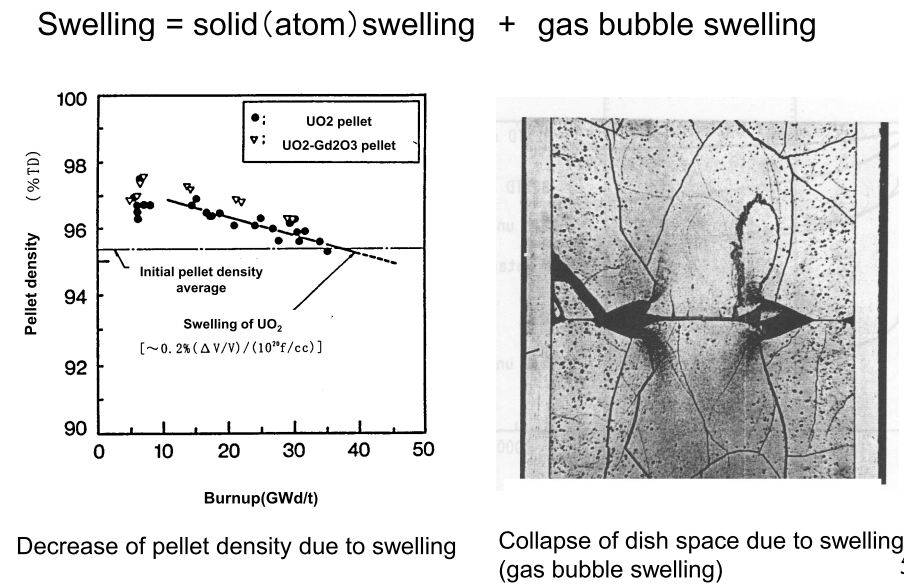 Swelling = solid(atom)swelling + gas bubble swelling
100
98
96
94
92
90
Pellet density (%TD)
● ; UO2 pellet
▽ ; UO2-Gd2O3 pellet
Initial pellet density
average
Swelling of UO₂
[~0.2%(ΔV/V)/(10²⁰f/cc)]
0 10 20 30 40 50
Burnup(GWd/t)
Decrease of pellet density due to swelling
Collapse of dish space due to swelling
(gas bubble swelling)